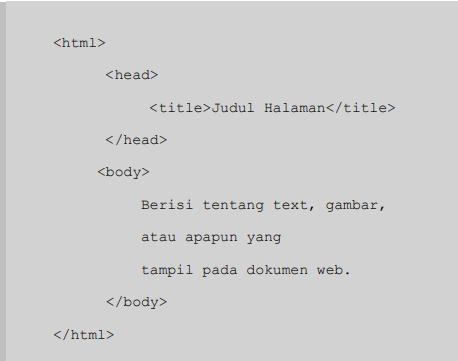 <html>
<head>
<title>Judul Halaman</title>
</head>
<body>
Berisi tentang text, gambar,
atau apapun yang
tampil pada dokumen web.
</body>
</html>